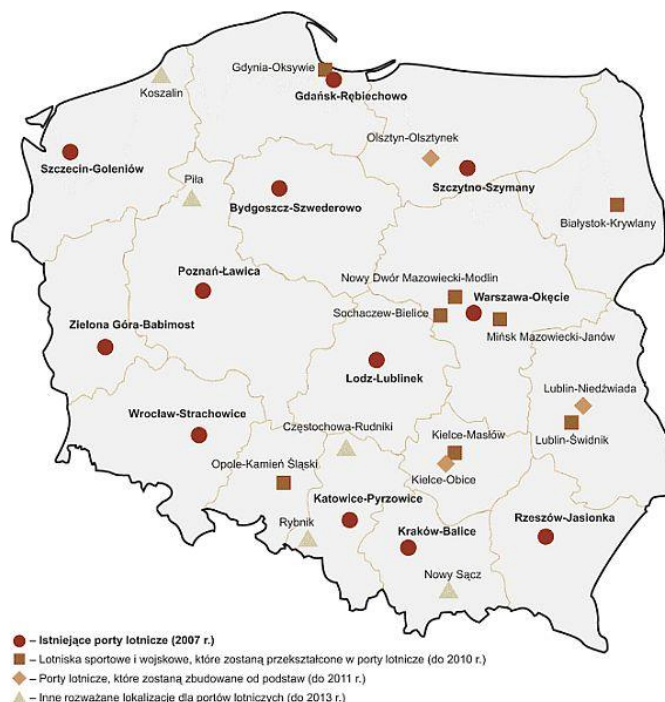 Gdynia-Oksywie
Gdańsk-Rębiechowo
Koszalin
Olsztyn-Olsztynek
Szczecin-Goleniów
Szczytno-Szymany
Piła
Bydgoszcz-Szwederowo
Białystok-Krywlany
Poznań-Ławica
Nowy Dwór Mazowiecki-Modlin
Warszawa-Okęcie
Sochaczew-Bielice
Mińsk Mazowiecki-Janów
Zielona Góra-Babimost
Lodz-Lublinek
Lublin-Niedźwiada
Wrocław-Strachowice
Częstochowa-Rudniki
Kielce-Masłów
Lublin-Świdnik
Opole-Kamień Śląski
Kielce-Obice
Katowice-Pyrzowice
Rzeszów-Jasionka
Rybnik
Kraków-Balice
Nowy Sącz
– Istniejące porty lotnicze (2007 r.)
– Lotniska sportowe i wojskowe, które zostaną przekształcone w porty lotnicze (do 2010 r.)
– Porty lotnicze, które zostaną zbudowane od podstaw (do 2011 r.)
– Inne rozważane lokalizacje dla portów lotniczych (do 2013 r.)